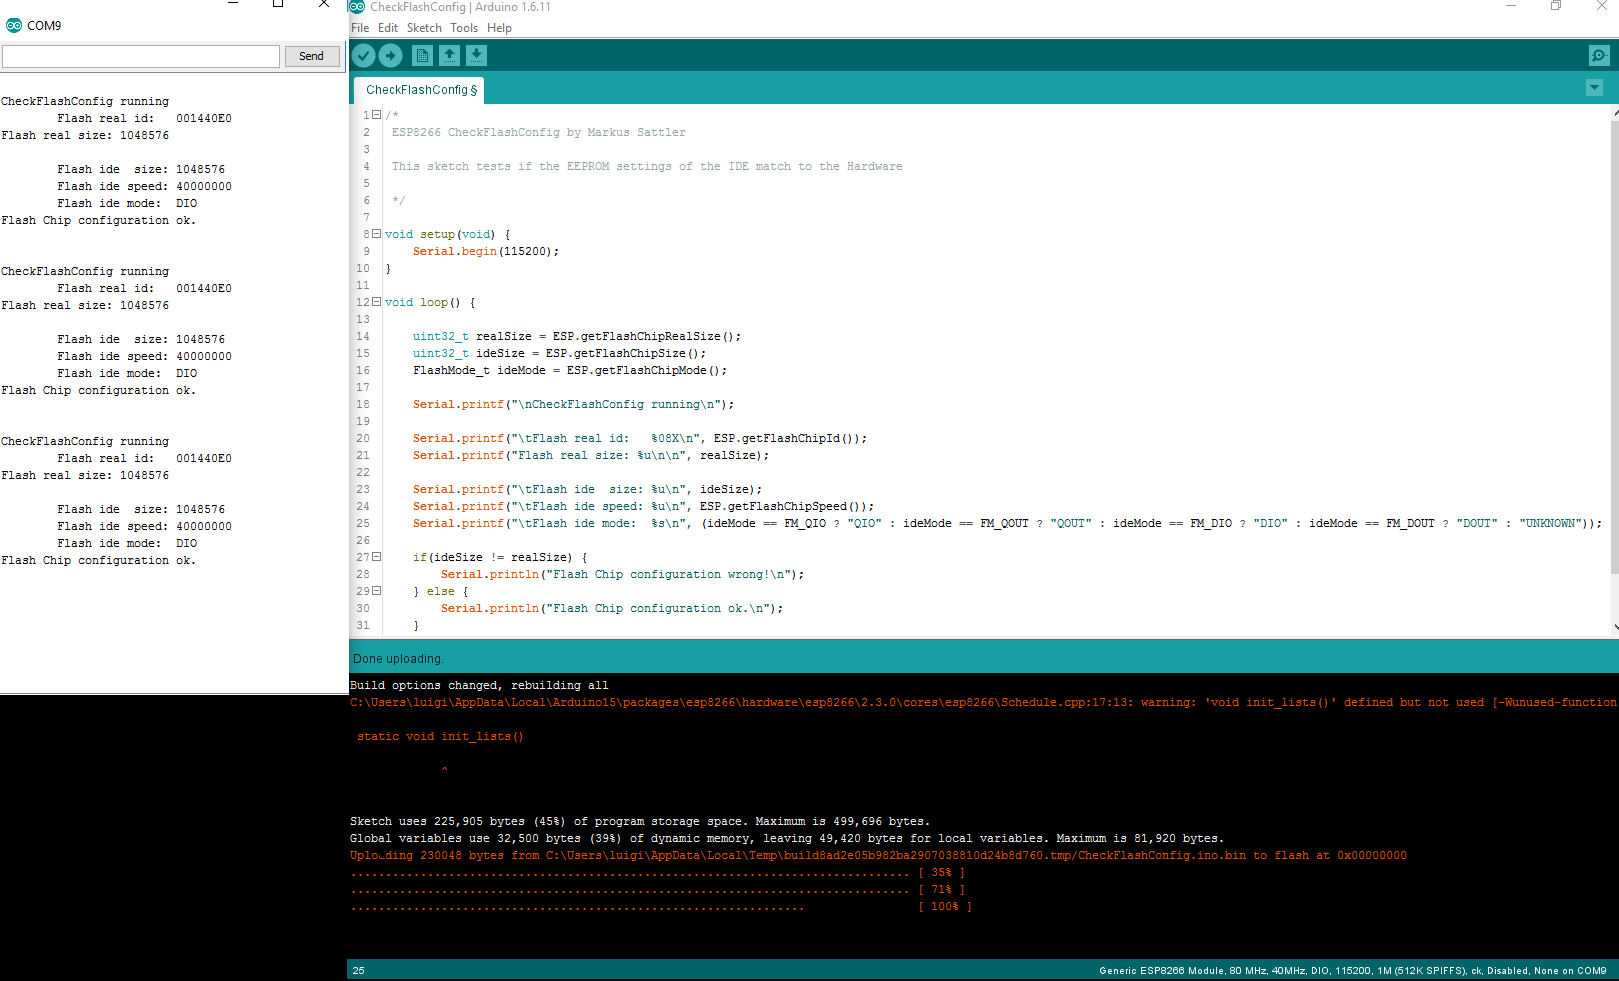 COM9
Send
CheckFlashConfig running
Flash real id:   001440E0
Flash real size: 1048576
Flash ide  size: 1048576
Flash ide speed: 40000000
Flash ide mode:  DIO
Flash Chip configuration ok.
CheckFlashConfig running
Flash real id:   001440E0
Flash real size: 1048576
Flash ide  size: 1048576
Flash ide speed: 40000000
Flash ide mode:  DIO
Flash Chip configuration ok.
CheckFlashConfig running
Flash real id:   001440E0
Flash real size: 1048576
Flash ide  size: 1048576
Flash ide speed: 40000000
Flash ide mode:  DIO
Flash Chip configuration ok.
CheckFlashConfig | Arduino 1.6.11
File Edit Sketch Tools Help
CheckFlashConfig §
1 /*
2 ESP8266 CheckFlashConfig by Markus Sattler
3
4 This sketch tests if the EEPROM settings of the IDE match to the Hardware
5
6 */
7
8 void setup(void) {
9     Serial.begin(115200);
10 }
11
12 void loop() {
13
14     uint32_t realSize = ESP.getFlashChipRealSize();
15     uint32_t ideSize = ESP.getFlashChipSize();
16     FlashMode_t ideMode = ESP.getFlashChipMode();
17
18     Serial.printf("\nCheckFlashConfig running\n");
19
20     Serial.printf("\tFlash real id:   %08X\n", ESP.getFlashChipId());
21     Serial.printf("Flash real size: %u\n\n", realSize);
22
23     Serial.printf("\tFlash ide  size: %u\n", ideSize);
24     Serial.printf("\tFlash ide speed: %u\n", ESP.getFlashChipSpeed());
25     Serial.printf("\tFlash ide mode:  %s\n", (ideMode == FM_QIO ? "QIO" : ideMode == FM_QOUT ? "QOUT" : ideMode == FM_DIO ? "DIO" : ideMode == FM_DOUT ? "DOUT" : "UNKNOWN"));
26
27     if(ideSize != realSize) {
28         Serial.println("Flash Chip configuration wrong!\n");
29     } else {
30         Serial.println("Flash Chip configuration ok.\n");
31     }
Done uploading.
Build options changed, rebuilding all
C:\Users\luigi\AppData\Local\Arduino15\packages\esp8266\hardware\esp8266\2.3.0\cores\esp8266\Schedule.cpp:17:13: warning: 'void init_lists()' defined but not used [-Wunused-function
static void init_lists()
^
Sketch uses 225,905 bytes (45%) of program storage space. Maximum is 499,696 bytes.
Global variables use 32,500 bytes (39%) of dynamic memory, leaving 49,420 bytes for local variables. Maximum is 81,920 bytes.
Uploading 230048 bytes from C:\Users\luigi\AppData\Local\Temp\build8ad2e05b982ba2907038810d24b8d760.tmp/CheckFlashConfig.ino.bin to flash at 0x00000000
................................................................................ [ 35% ]
................................................................................ [ 71% ]
................................................................. [ 100% ]
25
Generic ESP8266 Module, 80 MHz, 40MHz, DIO, 115200, 1M (512K SPIFFS), ck, Disabled, None on COM9